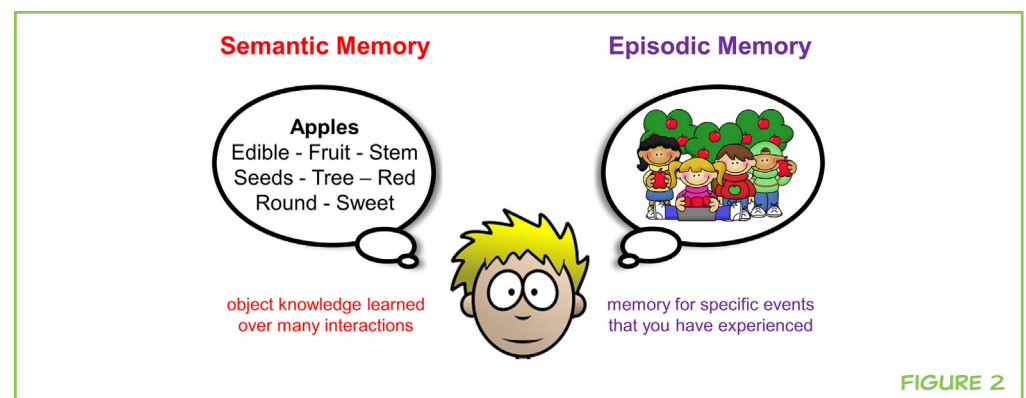 Semantic Memory
Episodic Memory
Apples
Edible - Fruit - Stem
Seeds - Tree – Red
Round - Sweet
object knowledge learned
over many interactions
memory for specific events
that you have experienced
FIGURE 2